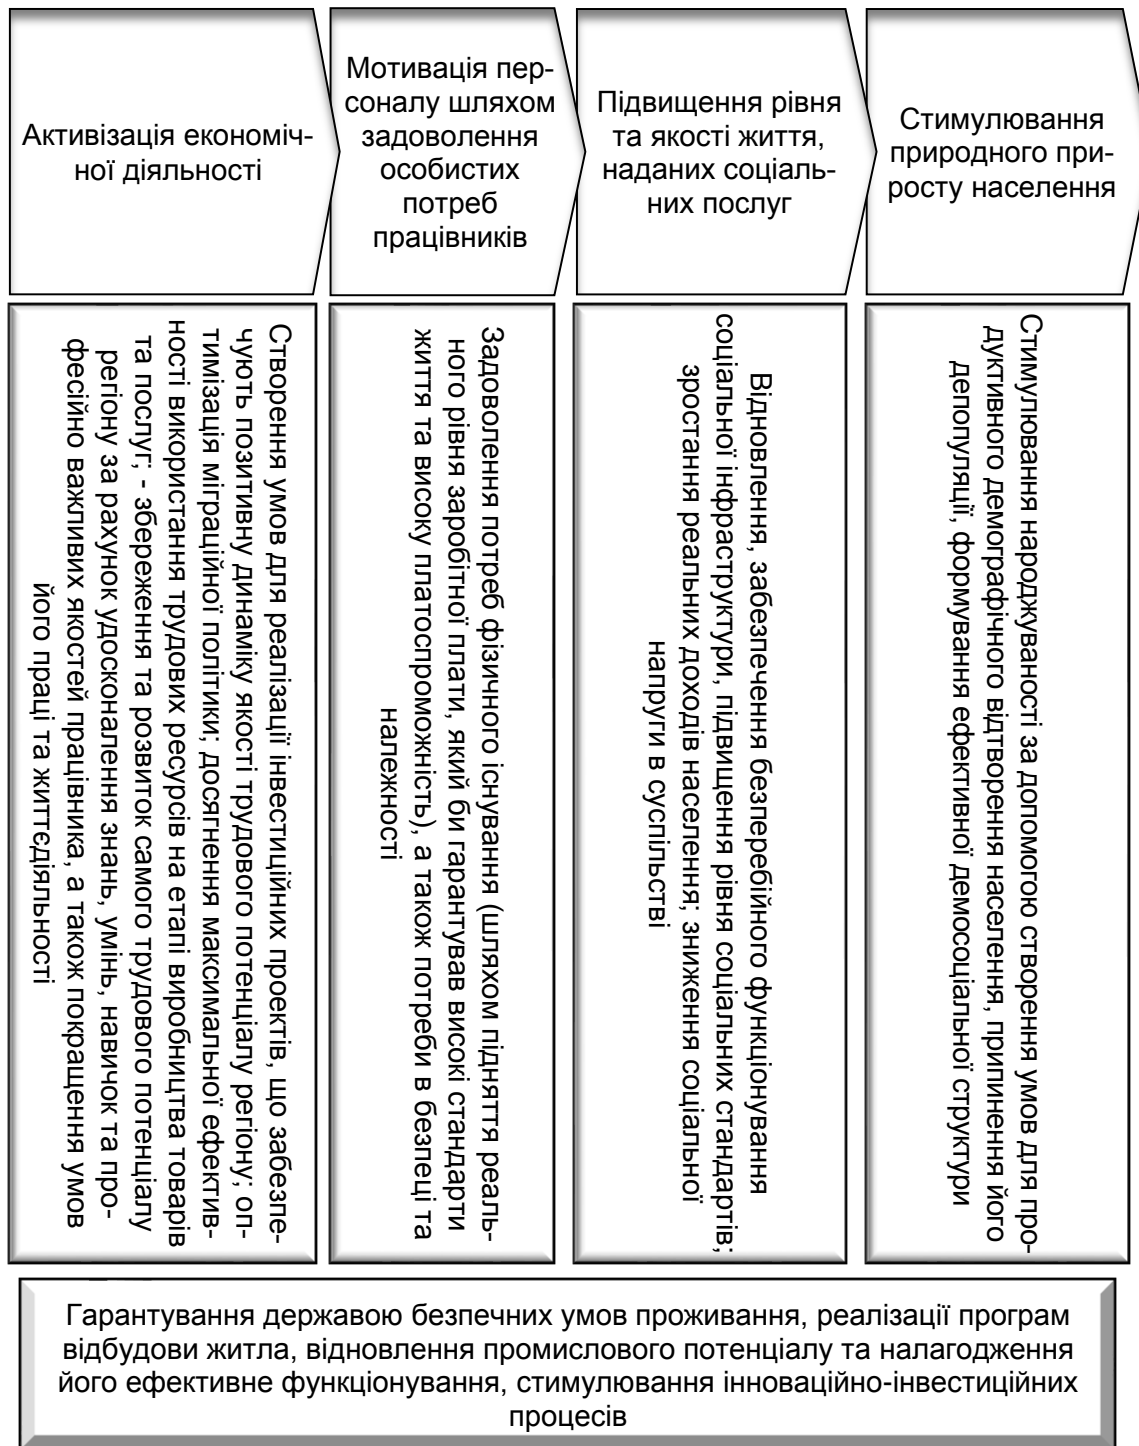 Активізація економіч-
ної діяльності
Мотивація пер-
соналу шляхом
задоволення
особистих
потреб
працівників
Підвищення рівня
та якості життя,
наданих соціаль-
них послуг
Стимулювання
природного при-
росту населення
Створення умов для реалізації інвестиційних проектів, що забезпе-
чують позитивну динаміку якості трудового потенціалу регіону; оп-
тимізація міграційної політики; досягнення максимальної ефектив-
ності використання трудових ресурсів на етапі виробництва товарів
та послуг; - збереження та розвиток самого трудового потенціалу
регіону за рахунок удосконалення знань, умінь, навичок та про-
фесійно важливих якостей працівника, а також покращення умов
його праці та життєдіяльності
Задоволення потреб фізичного існування (шляхом підняття реаль-
ного рівня заробітної плати, який би гарантував високі стандарти
життя та високу платоспроможність), а також потреби в безпеці та
належності
Відновлення, забезпечення безперебійного функціонування
соціальної інфраструктури, підвищення рівня соціальних стандартів;
зростання реальних доходів населення; зниження соціальної
напруги в суспільстві
Стимулювання народжуваності за допомогою створення умов для про-
дуктивного демографічного відтворення населення, припинення його
депопуляції, формування ефективної демосоціальної структури
Гарантування державою безпечних умов проживання, реалізації програм
відбудови житла, відновлення промислового потенціалу та налагодження
його ефективне функціонування, стимулювання інноваційно-інвестиційних
процесів